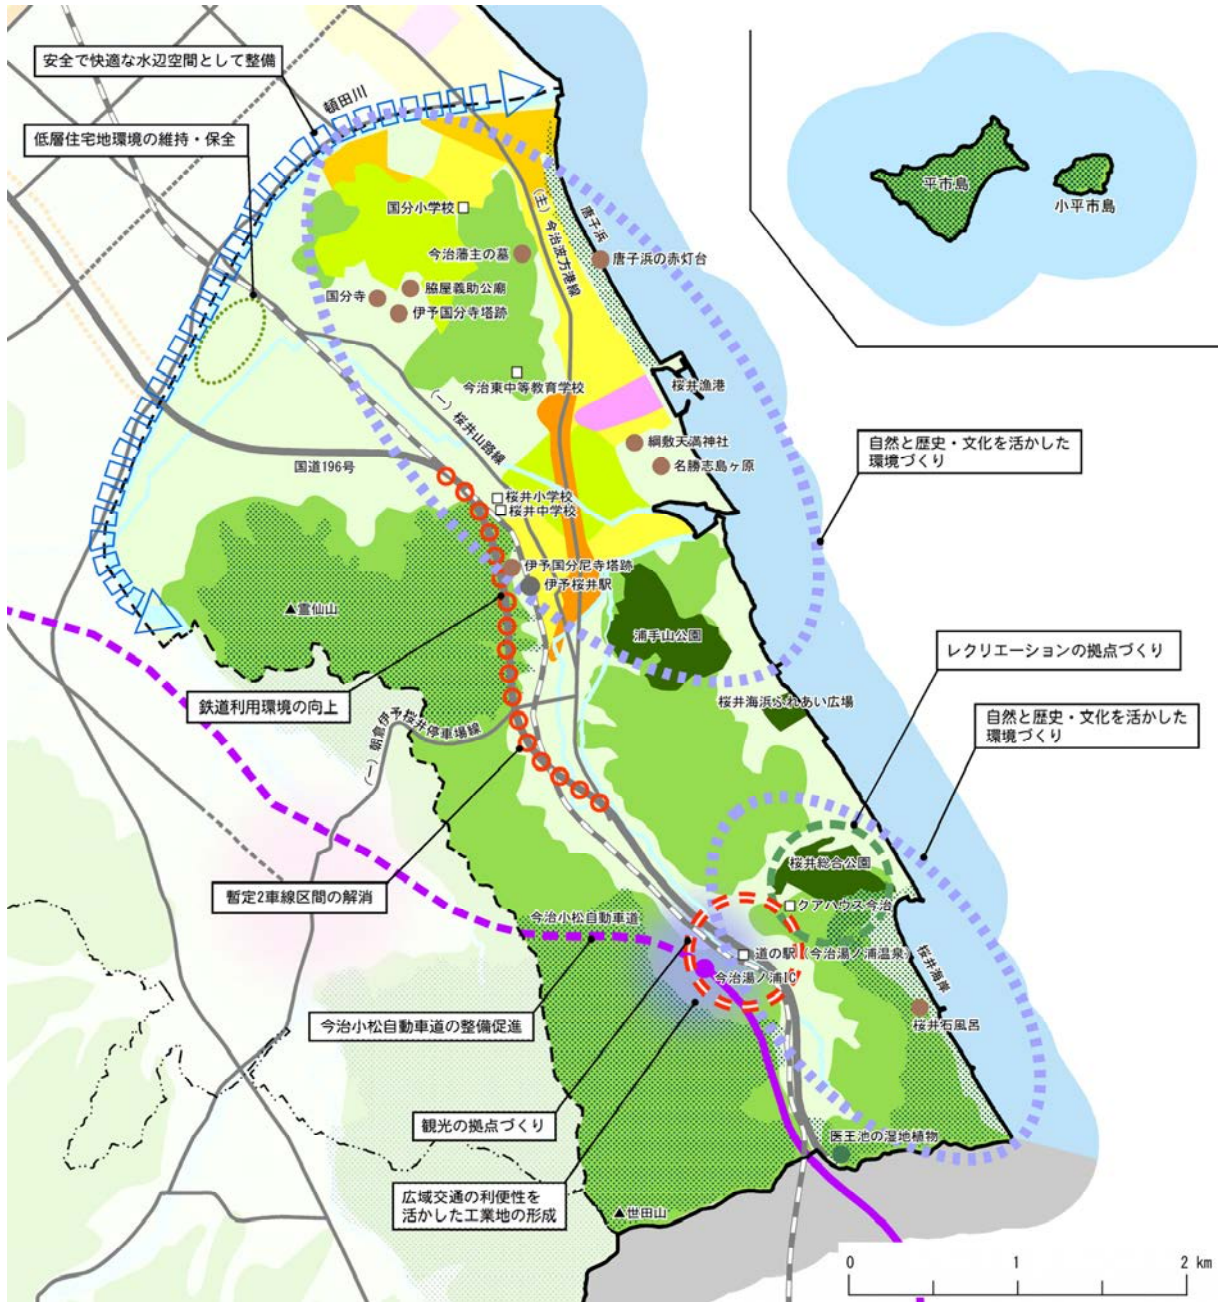 安全で快適な水辺空間として整備
頓田川
低層住宅地環境の維持・保全
国分小学校
(主)今治波方港線
唐子浜
今治藩主の墓
唐子浜の赤灯台
脇屋義助公廟
国分寺
伊予国分寺塔跡
平市島
小平市島
今治東中等教育学校
桜井漁港
(一)桜井山路線
綱敷天満神社
名勝志島ヶ原
自然と歴史・文化を活かした
環境づくり
国道196号
桜井小学校
桜井中学校
伊予国分尼寺塔跡
伊予桜井駅
▲霊仙山
浦手山公園
レクリエーションの拠点づくり
鉄道利用環境の向上
桜井海浜ふれあい広場
自然と歴史・文化を活かした
環境づくり
(一)朝倉伊予桜井停車場線
桜井総合公園
暫定2車線区間の解消
クアハウス今治
今治小松自動車道
道の駅(今治湯ノ浦温泉)
今治湯ノ浦IC
桜井海岸
桜井石風呂
今治小松自動車道の整備促進
観光の拠点づくり
医王池の湿地植物
広域交通の利便性を
活かした工業地の形成
▲世田山
0 1 2 km